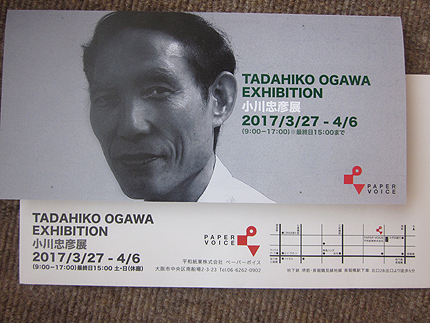 TADAHIKO OGAWA
EXHIBITION
小川忠彦展
2017/3/27 - 4/6
(9:00-17:00)※最終日15:00まで
PAPER
VOICE
TADAHIKO OGAWA
EXHIBITION
小川忠彦展
2017/3/27 - 4/6
(9:00-17:00)※最終日15:00 土・日(休館)
PAPER
VOICE
平和紙業株式会社 ペーパーボイス
大阪市中央区南船場2-3-23 Tel.06-6262-0902
PAPER VOICE